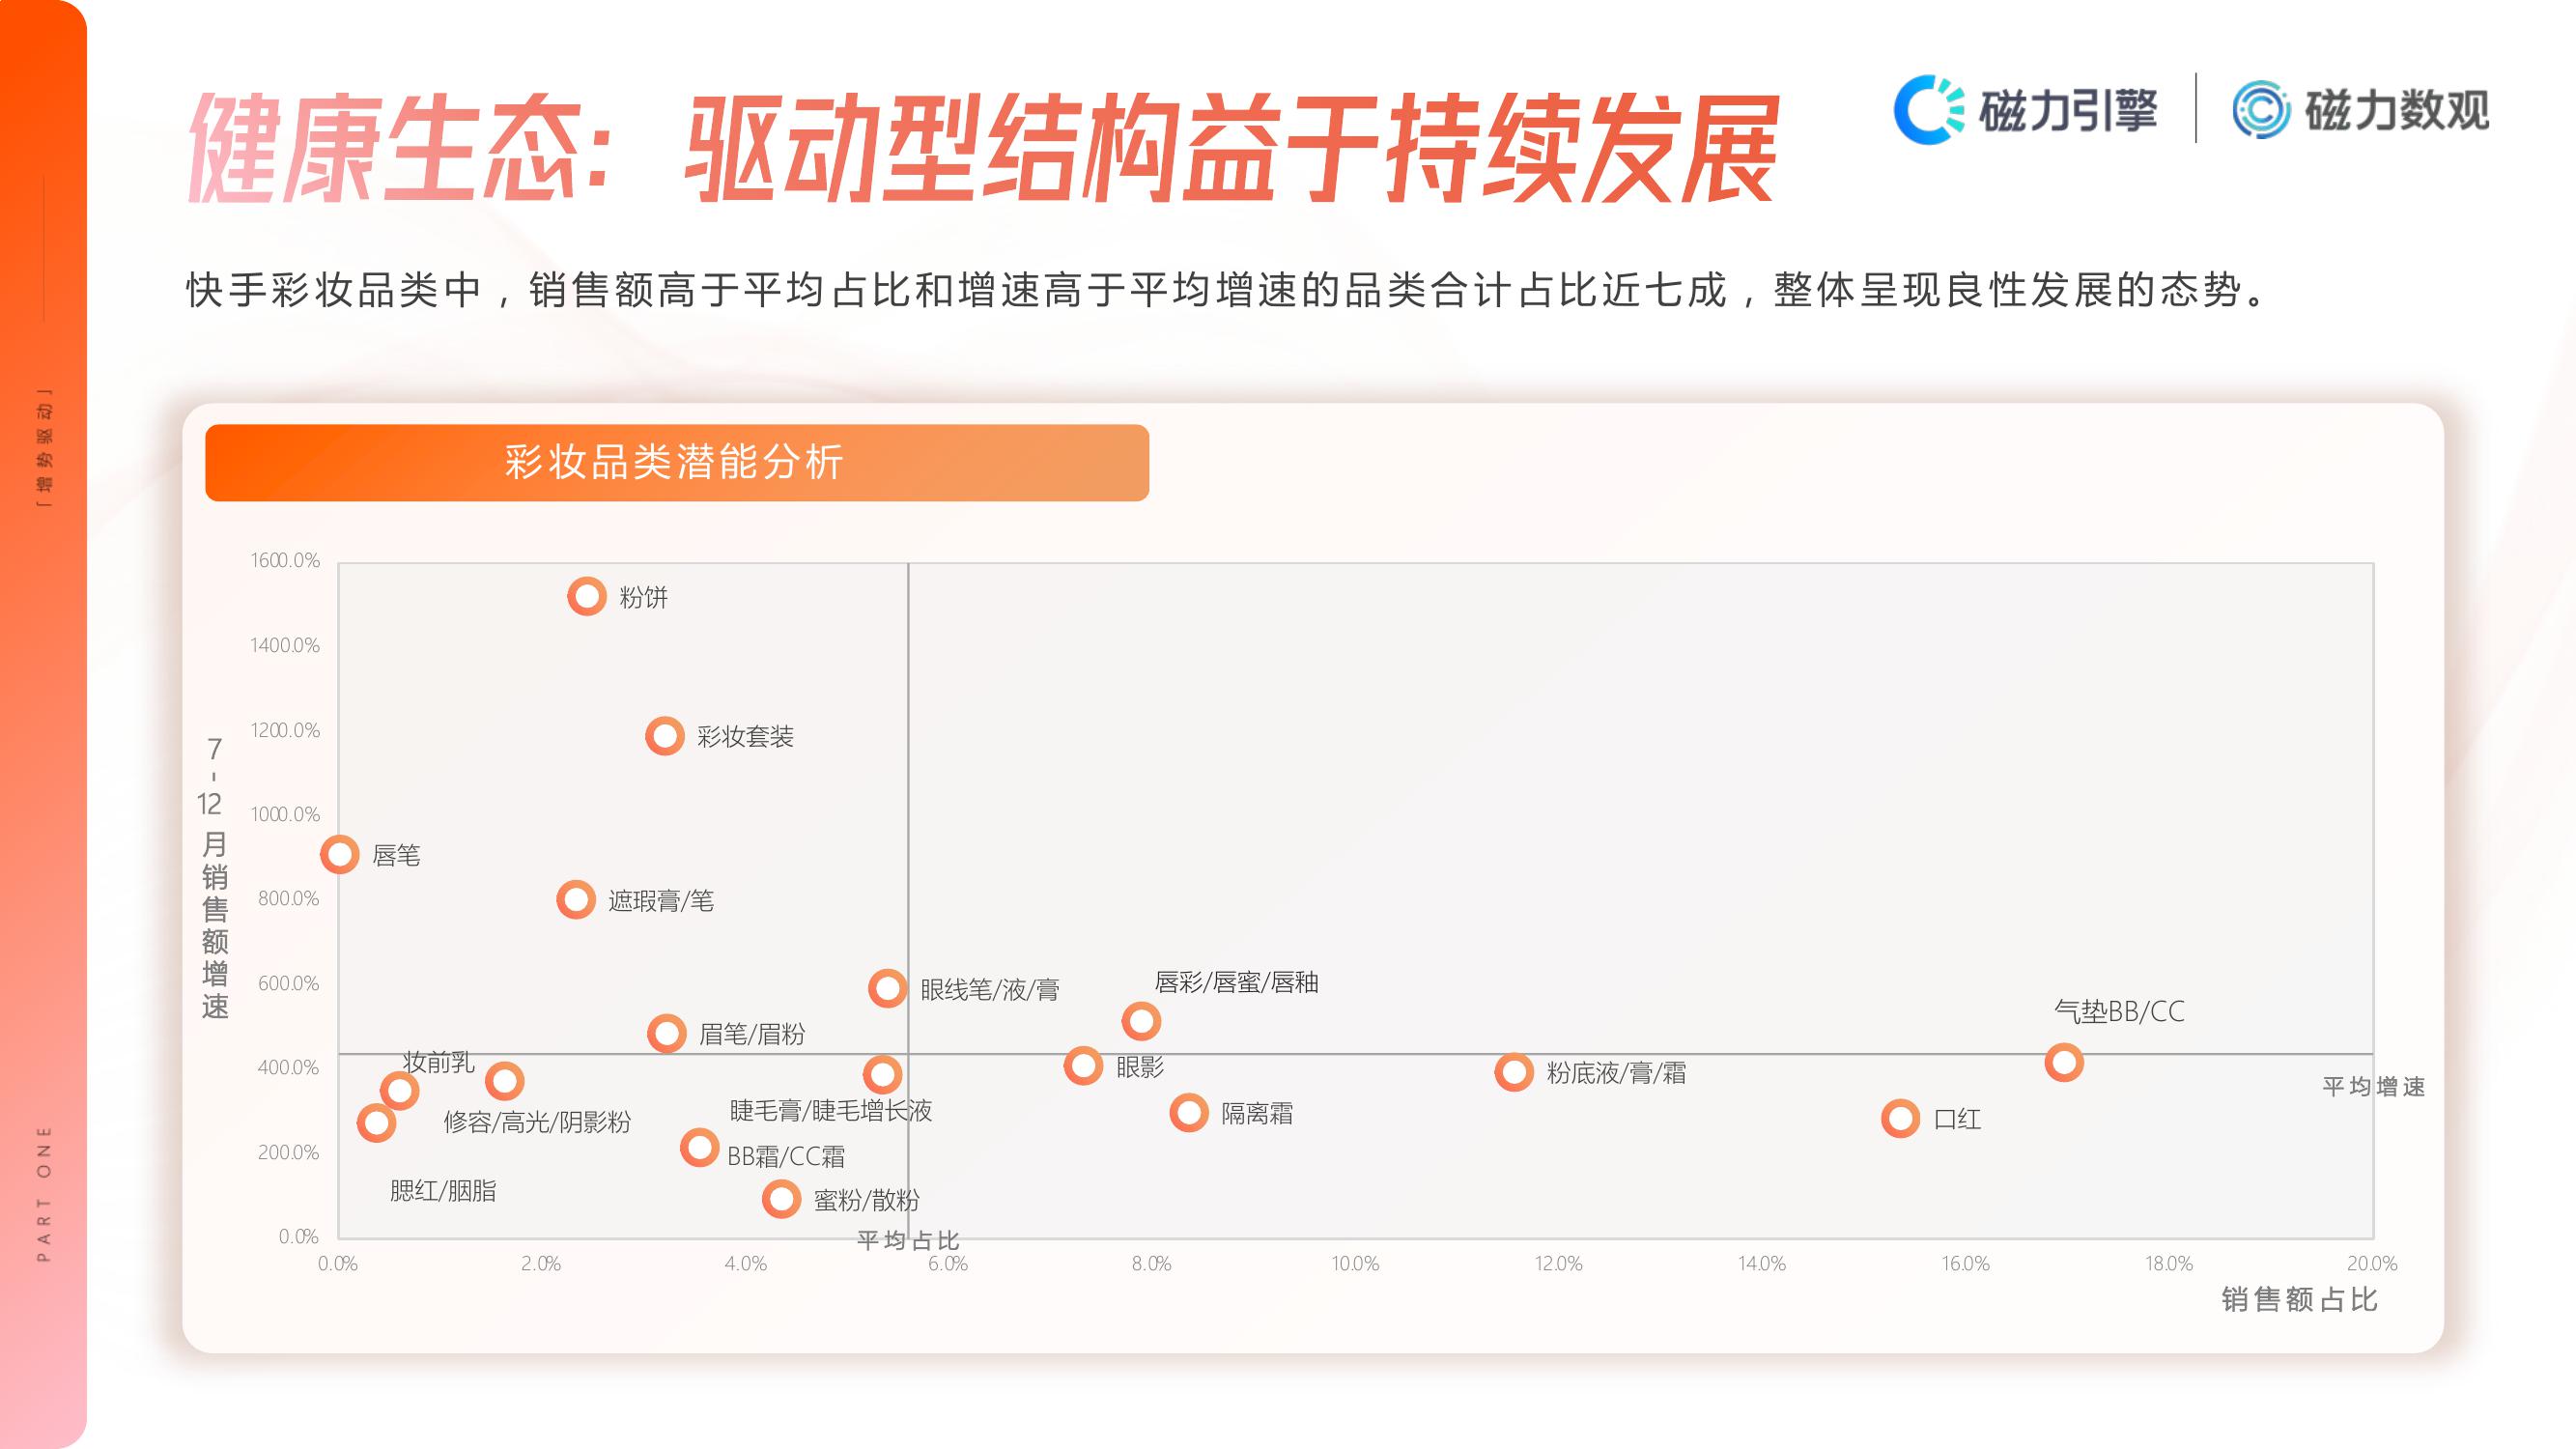 健康生态：驱动型结构益于持续发展
磁力引擎
磁力数观
快手彩妆品类中，销售额高于平均占比和增速高于平均增速的品类合计占比近七成，整体呈现良性发展的态势。
「增势驱动」
PART ONE
彩妆品类潜能分析
7-12月销售额增速
1600.0%
1400.0%
1200.0%
1000.0%
800.0%
600.0%
400.0%
200.0%
0.0%
粉饼
彩妆套装
唇笔
遮瑕膏/笔
眼线笔/液/膏
唇彩/唇蜜/唇釉
气垫BB/CC
眉笔/眉粉
妆前乳
眼影
粉底液/膏/霜
平均增速
修容/高光/阴影粉
睫毛膏/睫毛增长液
隔离霜
口红
BB霜/CC霜
腮红/胭脂
蜜粉/散粉
平均占比
0.0%
2.0%
4.0%
6.0%
8.0%
10.0%
12.0%
14.0%
16.0%
18.0%
20.0%
销售额占比